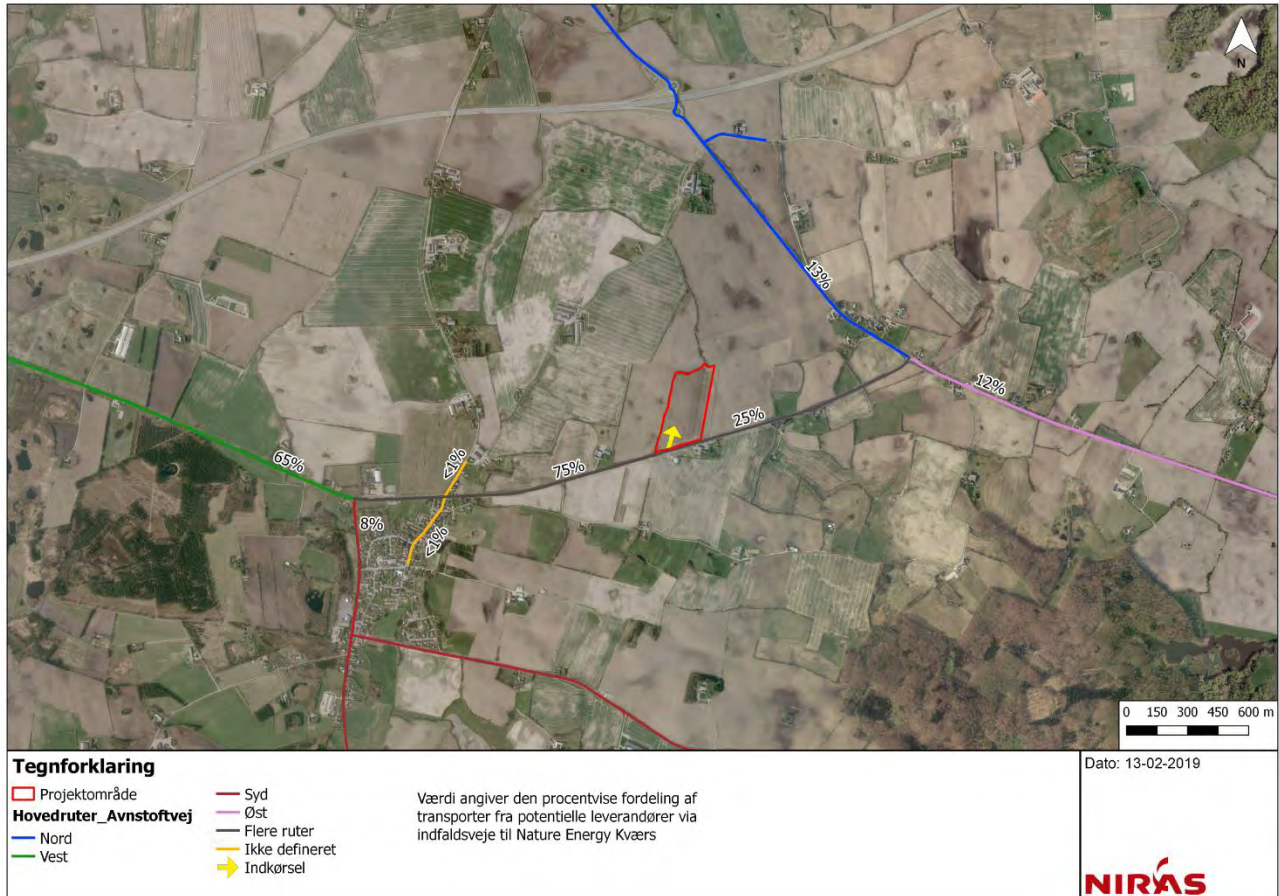 N
13%
12%
25%
75%
65%
<1%
8%
<1%
0 150 300 450 600 m
Tegnforklaring
Projektområde
Hovedruter_Avnstoftvej
Nord
Vest
Syd
Øst
Flere ruter
Ikke defineret
Indkørsel
Værdi angiver den procentvise fordeling af
transporter fra potentielle leverandører via
indfaldsveje til Nature Energy Kværs
Dato: 13-02-2019
NIRAS